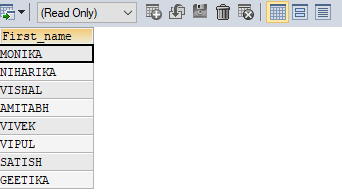 (Read Only)
First_name
MONIKA
NIHARIKA
VISHAL
AMITABH
VIVEK
VIPUL
SATISH
GEETIKA